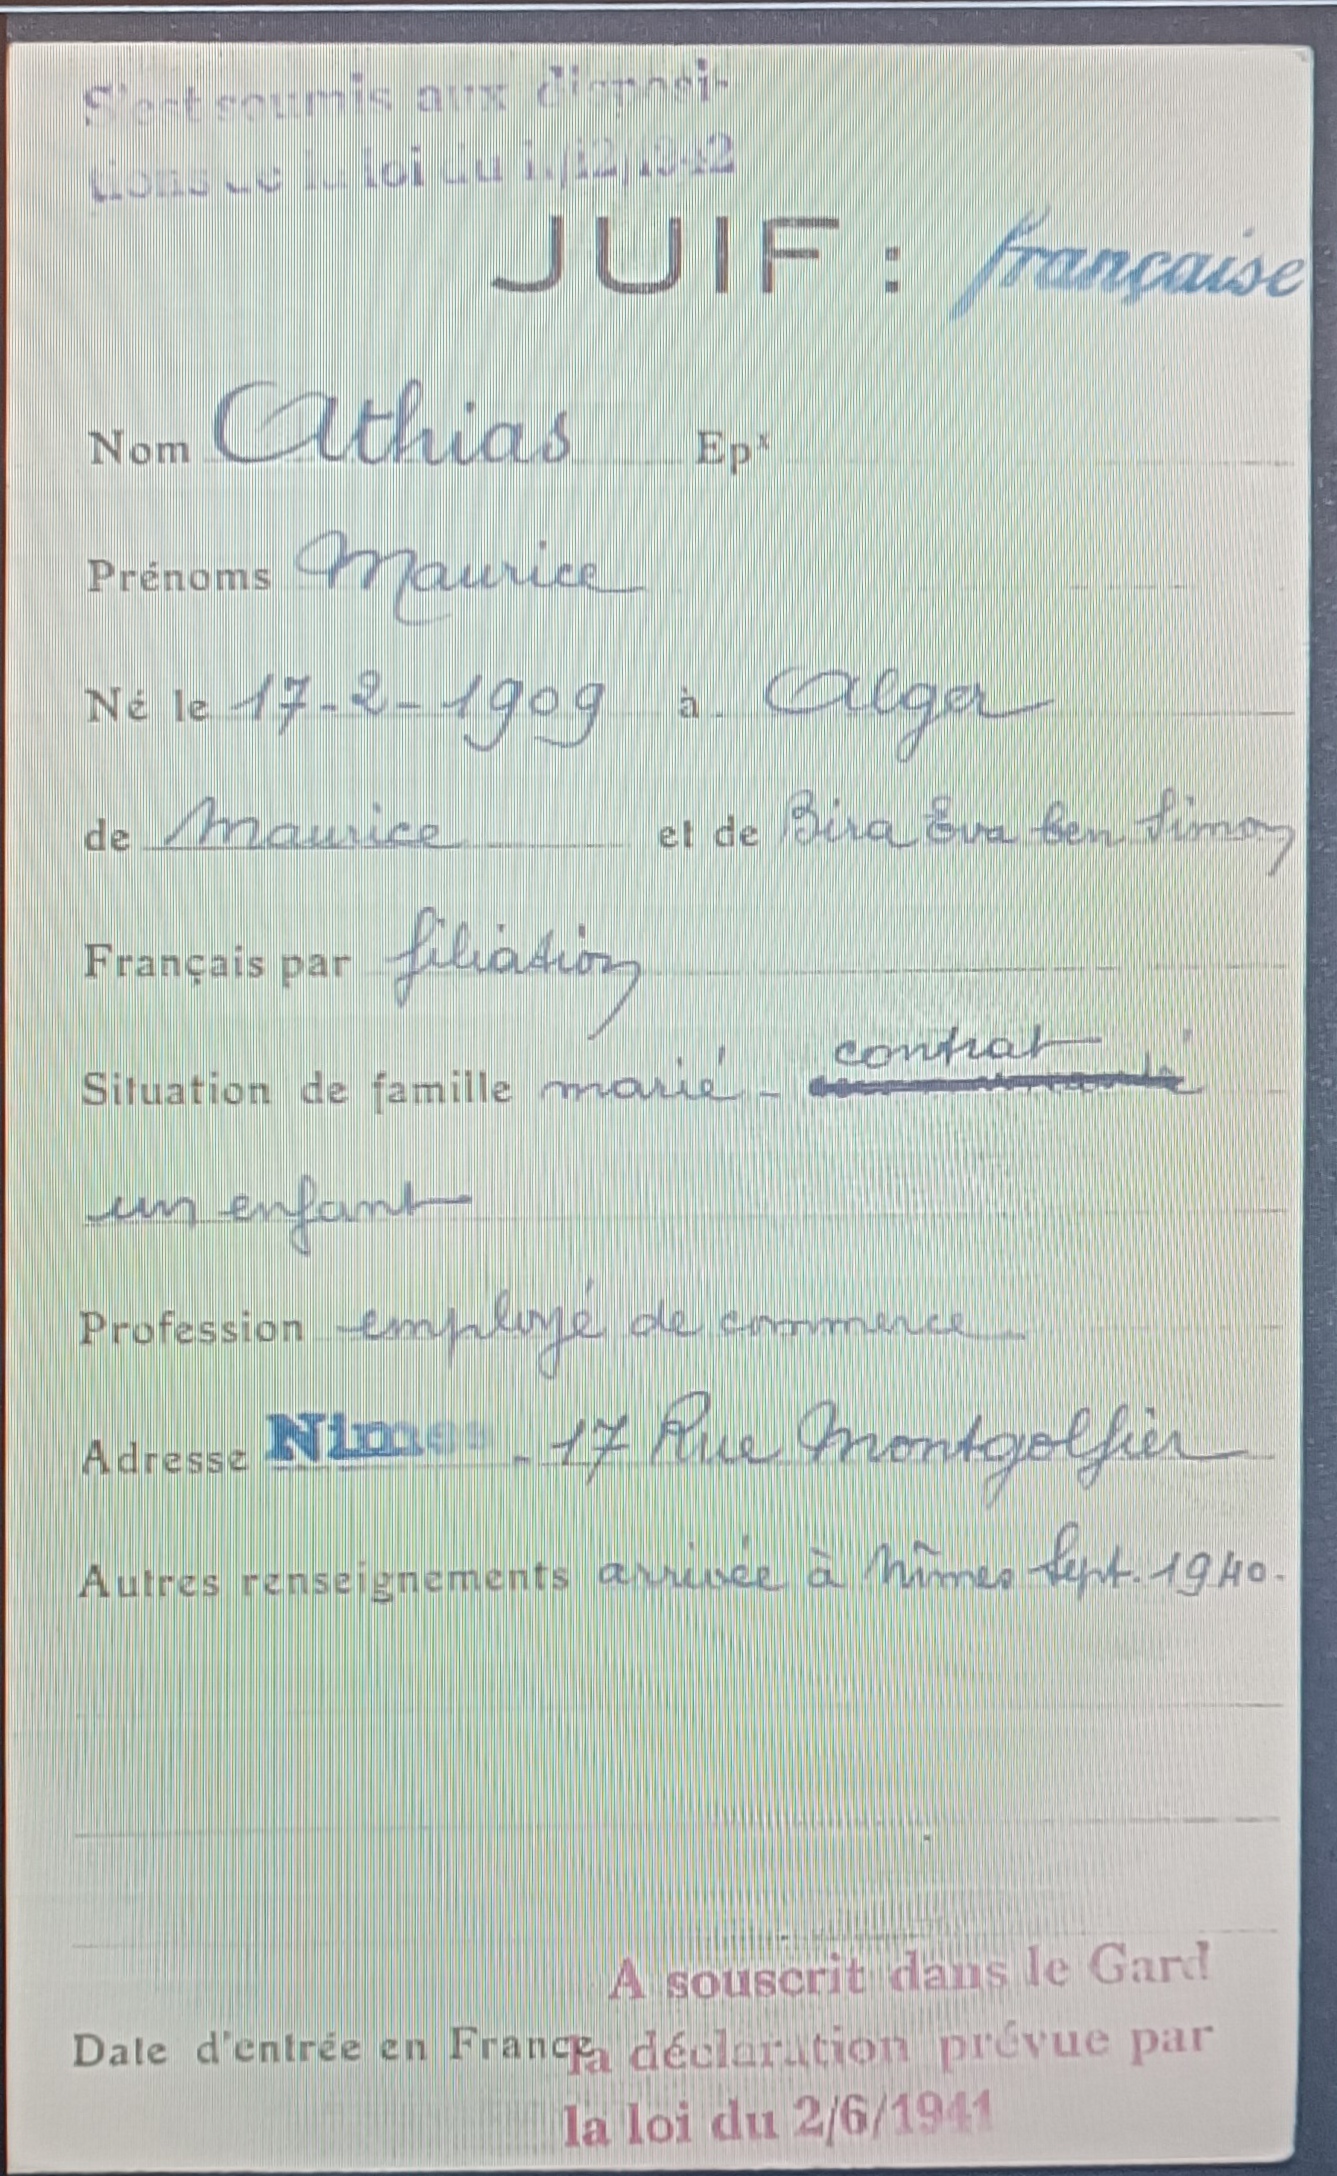 S'est soumis aux disposi-
tions de la loi du 11/12/1942
JUIF : française
Nom Athias Epx
Prénoms Maurice
Né le 17-2-1909 à Alger
de Maurice et de Bira Eva ben Simon
Français par filiation
Situation de famille marié - contrat
un enfant
Profession employé de commerce
Adresse Nimes - 17 Rue Montgolfier
Autres renseignements arrivée à Nîmes Sept. 1940.
A souscrit dans le Gard
Date d'entrée en France la déclaration prévue par
la loi du 2/6/1941